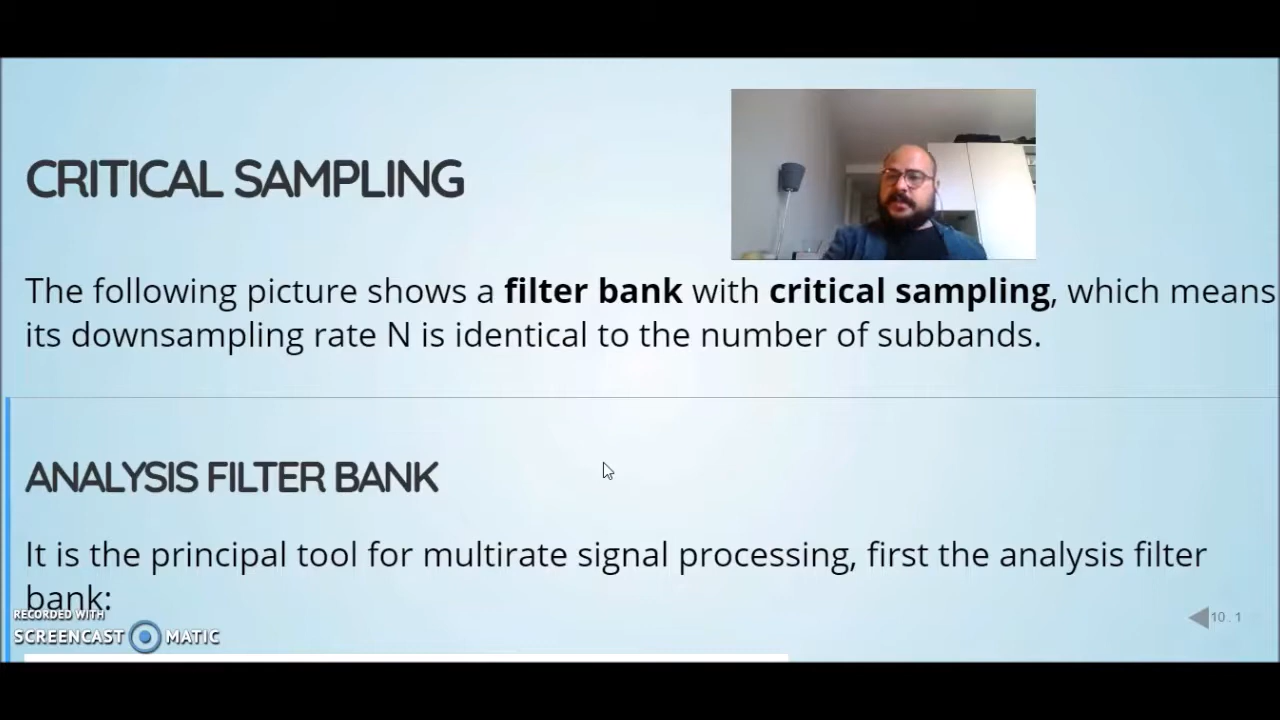 CRITICAL SAMPLING
The following picture shows a filter bank with critical sampling, which means
its downsampling rate N is identical to the number of subbands.
ANALYSIS FILTER BANK
It is the principal tool for multirate signal processing, first the analysis filter
bank:
RECORDED WITH
SCREENCAST MATIC
10.1